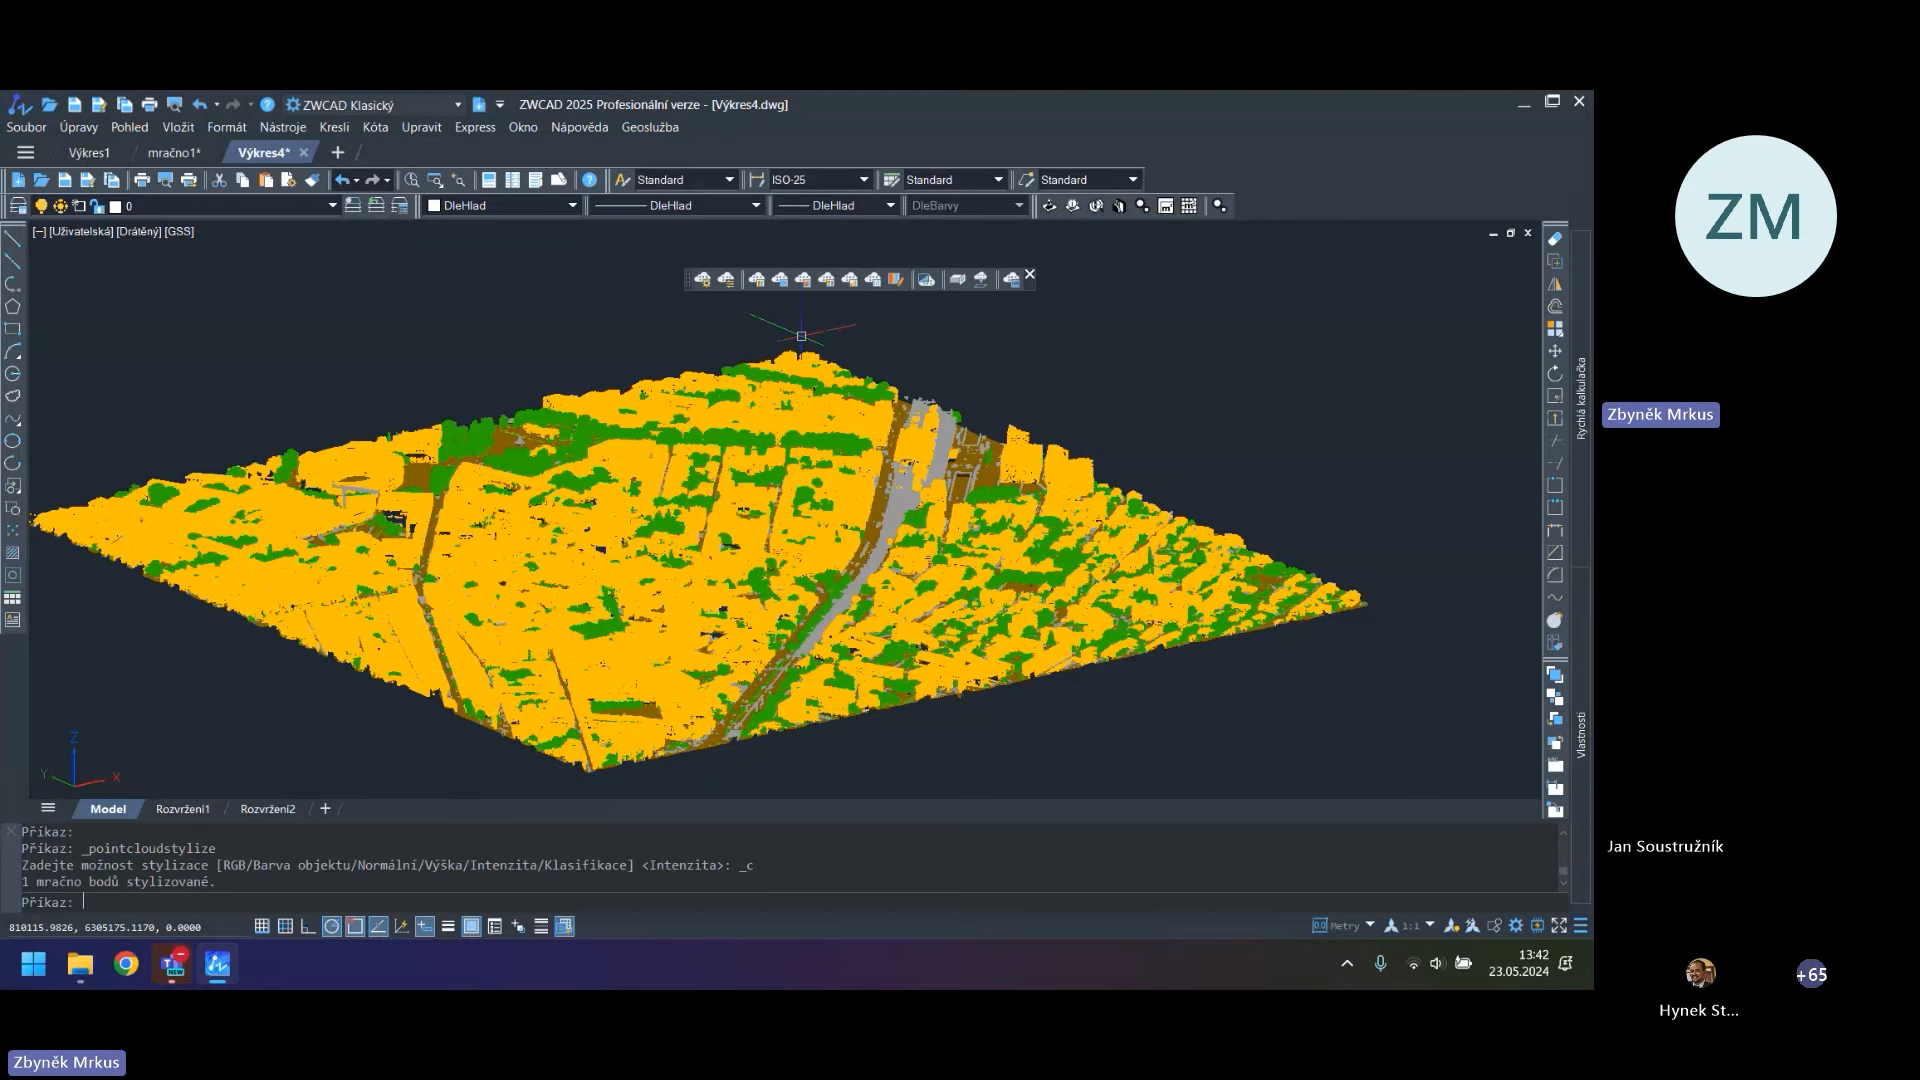 ZWCAD Klasický
ZWCAD 2025 Profesionální verze - [Výkres4.dwg]
Soubor Úpravy Pohled Vložit Formát Nástroje Kresli Kóta Upravit Express Okno Nápověda Geoslužba
Výkres1 mračno1* Výkres4*
Standard ISO-25 Standard Standard
0 DleHlad DleHlad DleHlad DleBarvy
[−] [Uživatelská] [Drátěný] [GSS]
ZM
Rychlá kalkulačka
Zbyněk Mrkus
Vlastnosti
Z
Y X
Model Rozvržení1 Rozvržení2
Příkaz:
Příkaz: _pointcloudstylize
Zadejte možnost stylizace [RGB/Barva objektu/Normální/Výška/Intenzita/Klasifikace] <Intenzita>: _c
1 mračno bodů stylizované.
Příkaz:
Jan Soustružník
810115.9826, 6305175.1170, 0.0000
Metry 1:1
NEW
13:42
23.05.2024
+65
Hynek St...
Zbyněk Mrkus